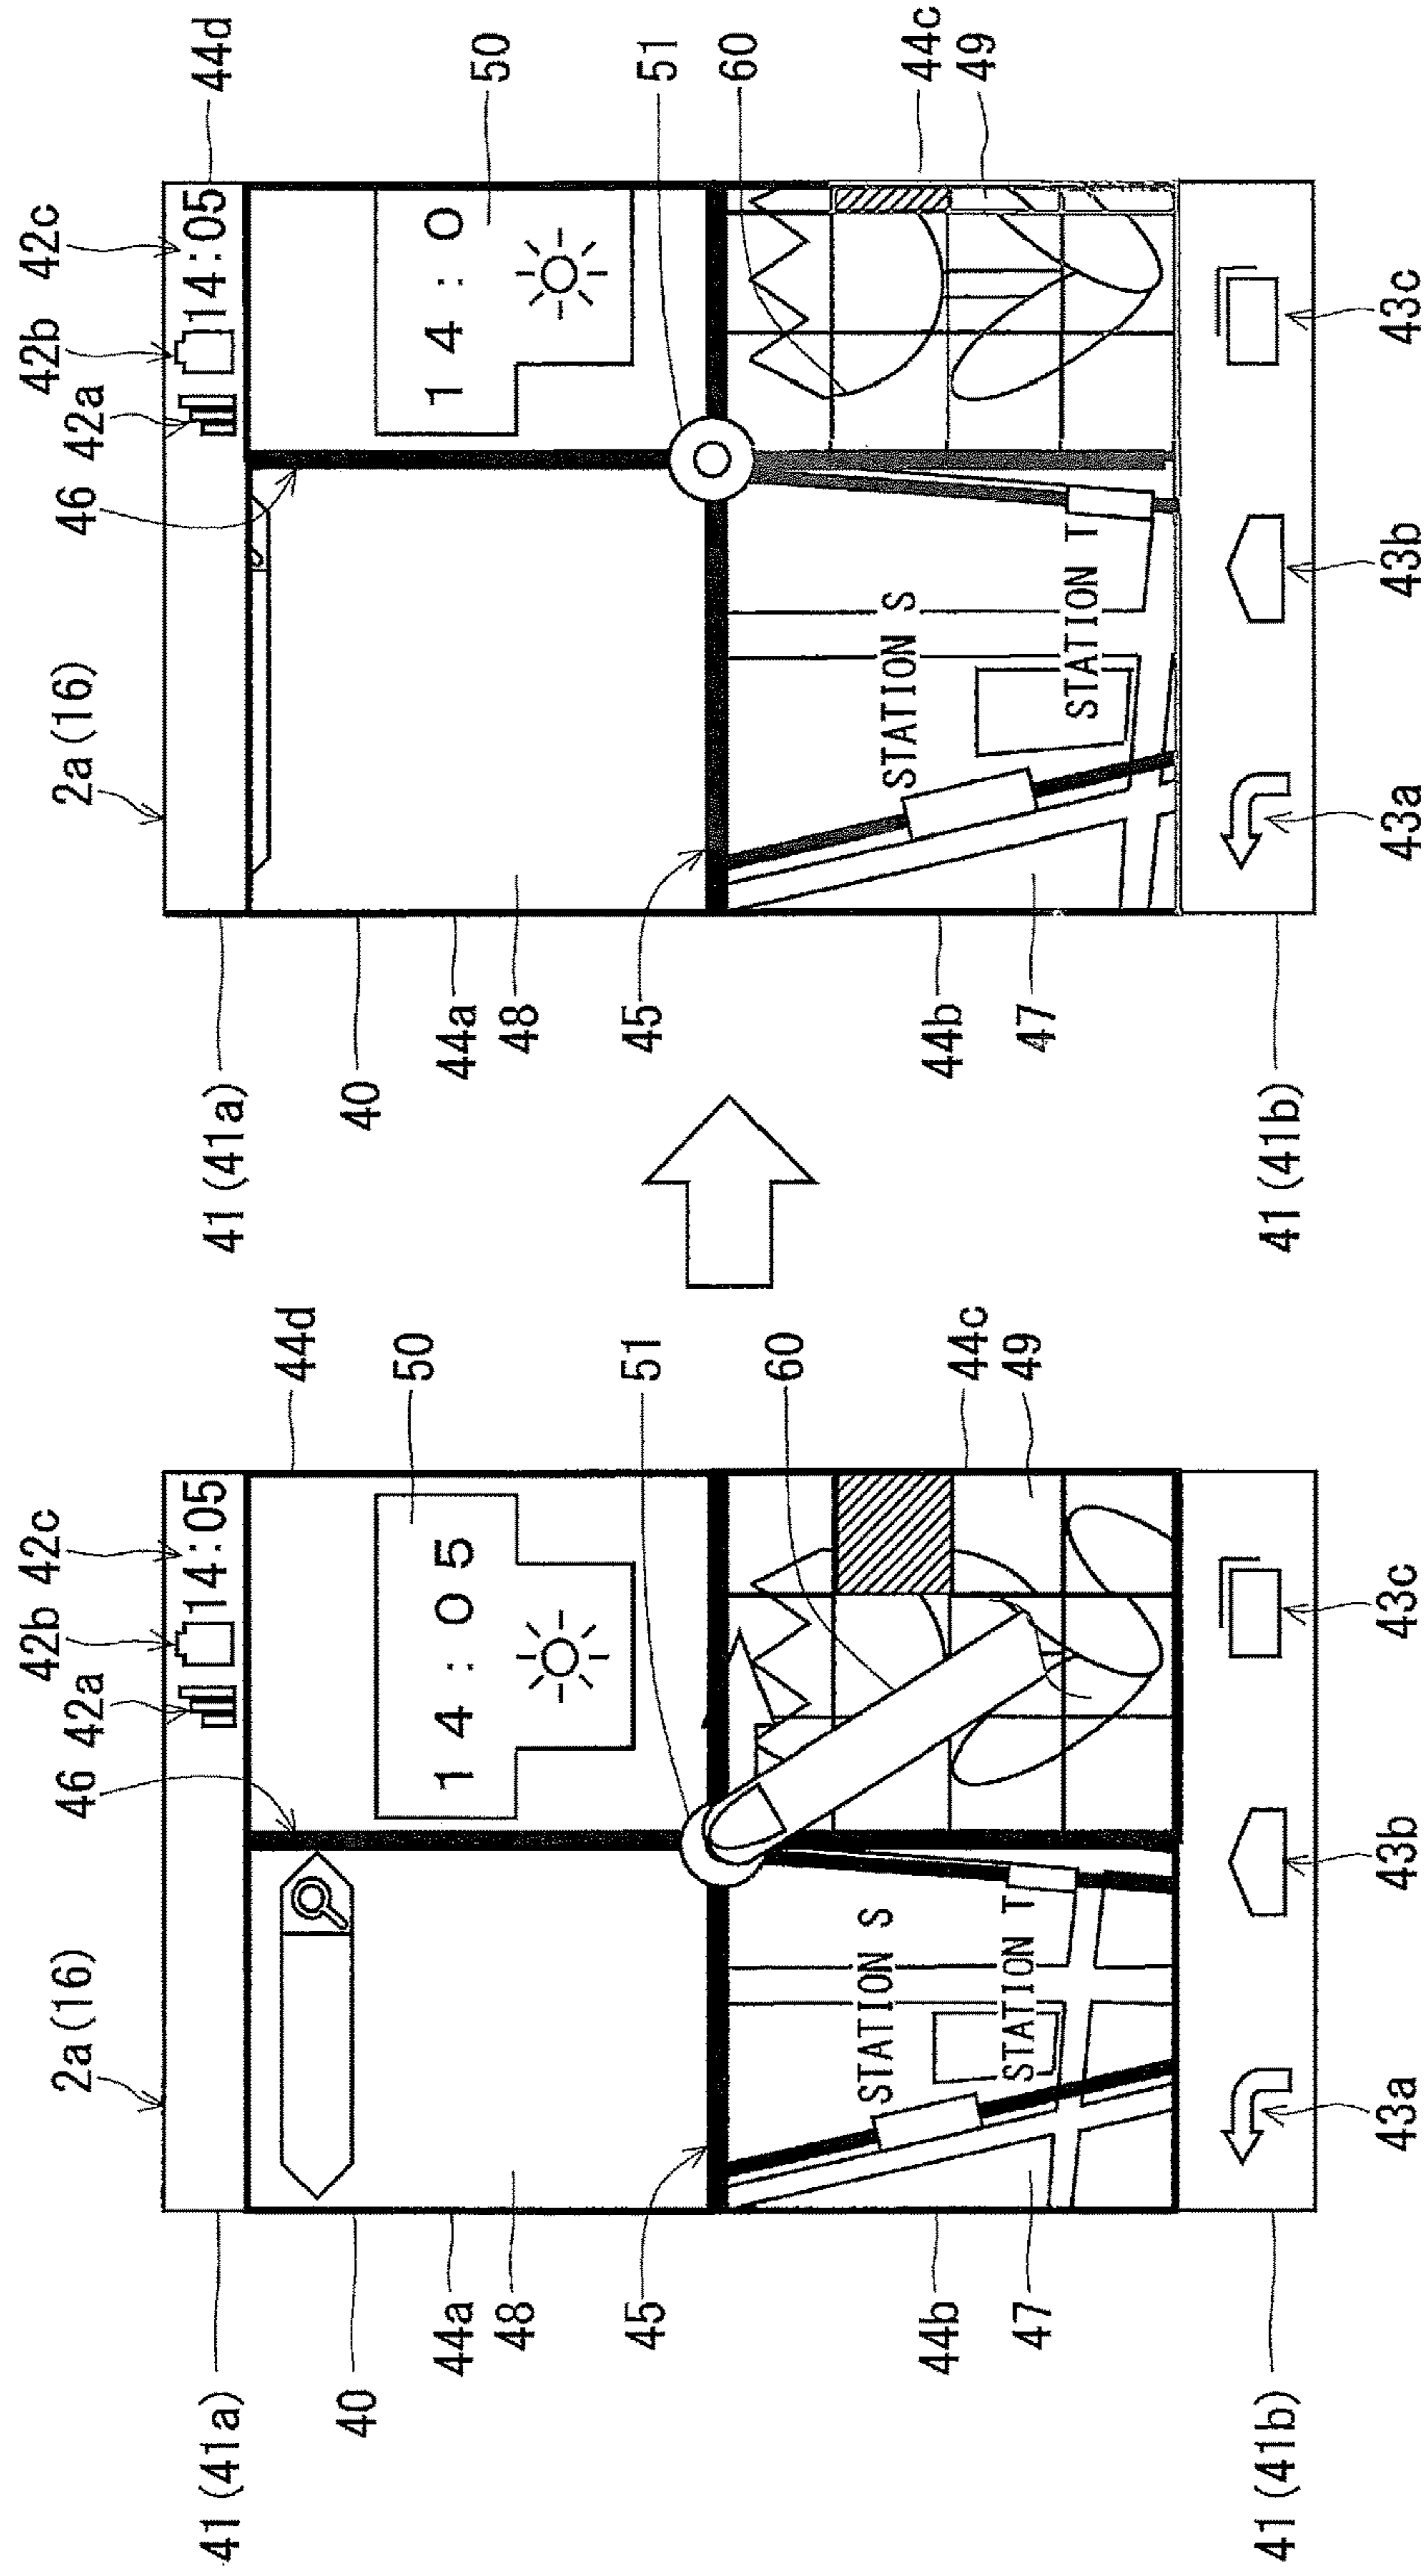 2a(16)
46
42a
42b
42c
41(41a)
14:05
44d
40
50
14:05
44a
48
45
51
60
STATION S
44b
44c
STATION T
47
49
41(41b)
43a
43b
43c
2a(16)
46
42a
42b
42c
41(41a)
14:05
44d
40
14:0
50
44a
48
45
51
60
STATION S
44b
44c
STATION T
47
49
41(41b)
43a
43b
43c